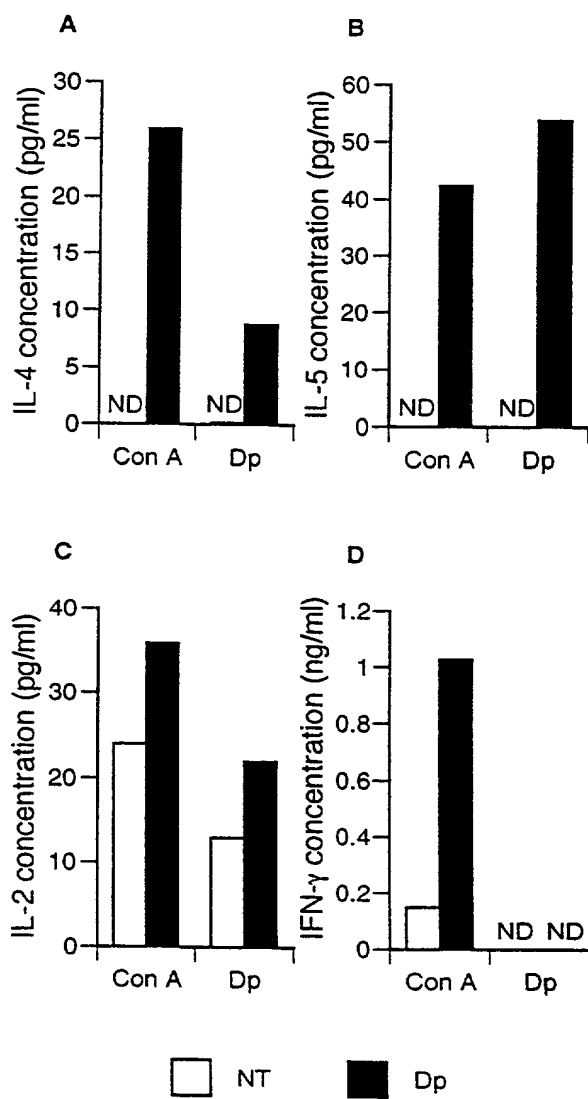 A
IL-4 concentration (pg/ml)
30
25
20
15
10
5
0
ND
ND
Con A
Dp
B
IL-5 concentration (pg/ml)
60
50
40
30
20
10
0
ND
ND
Con A
Dp
C
IL-2 concentration (pg/ml)
40
30
20
10
0
Con A
Dp
D
IFN-γ concentration (ng/ml)
1.2
1
0.8
0.6
0.4
0.2
0
ND ND
Con A
Dp
NT
Dp